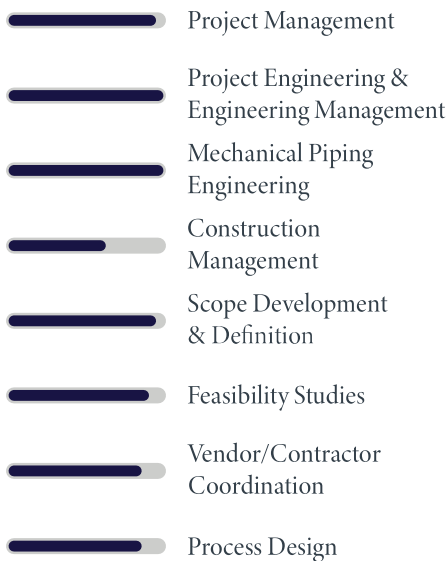 Project Management
Project Engineering &
Engineering Management
Mechanical Piping
Engineering
Construction
Management
Scope Development
& Definition
Feasibility Studies
Vendor/Contractor
Coordination
Process Design